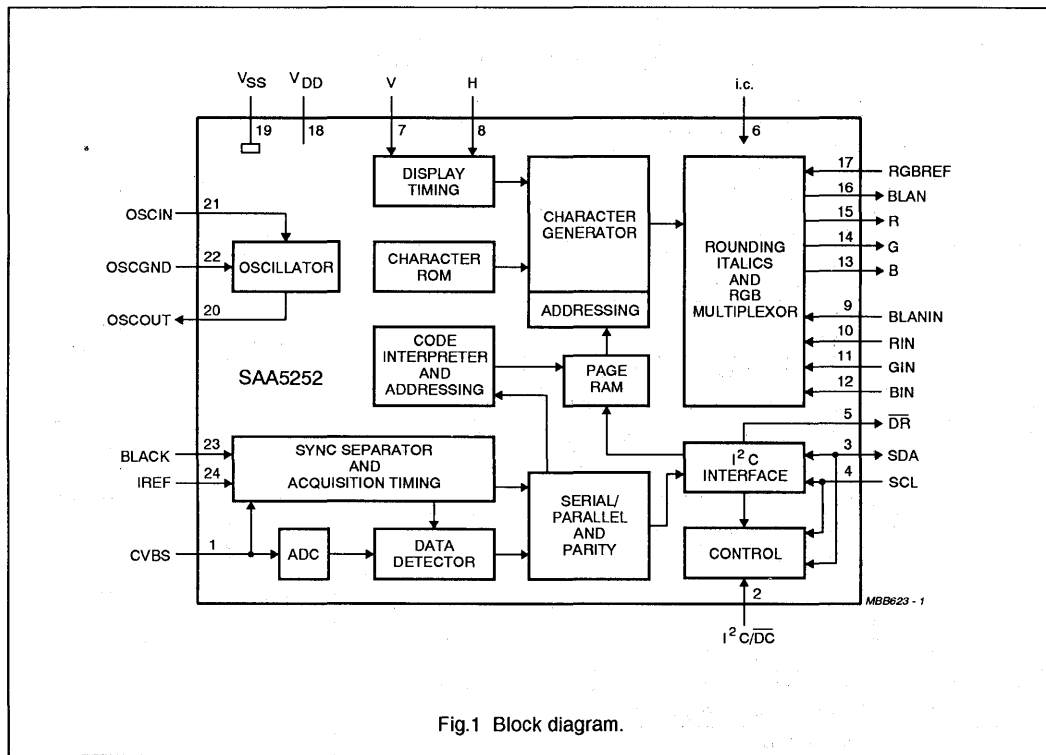 VSS
VDD
V
H
i.c.
19
18
7
8
6
DISPLAY
TIMING
CHARACTER
GENERATOR
ROUNDING
ITALICS
AND
RGB
MULTIPLEXOR
17
RGBREF
16
BLAN
15
R
14
G
13
B
9
BLANIN
10
RIN
11
GIN
12
BIN
OSCIN
21
OSCGND
22
OSCILLATOR
OSCOUT
20
CHARACTER
ROM
ADDRESSING
CODE
INTERPRETER
AND
ADDRESSING
PAGE
RAM
SAA5252
5
DR
3
SDA
4
SCL
I²C
INTERFACE
BLACK
23
IREF
24
SYNC SEPARATOR
AND
ACQUISITION TIMING
SERIAL/
PARALLEL
AND
PARITY
CONTROL
CVBS
1
ADC
DATA
DETECTOR
2
MBB623 - 1
I²C/DC
Fig.1 Block diagram.